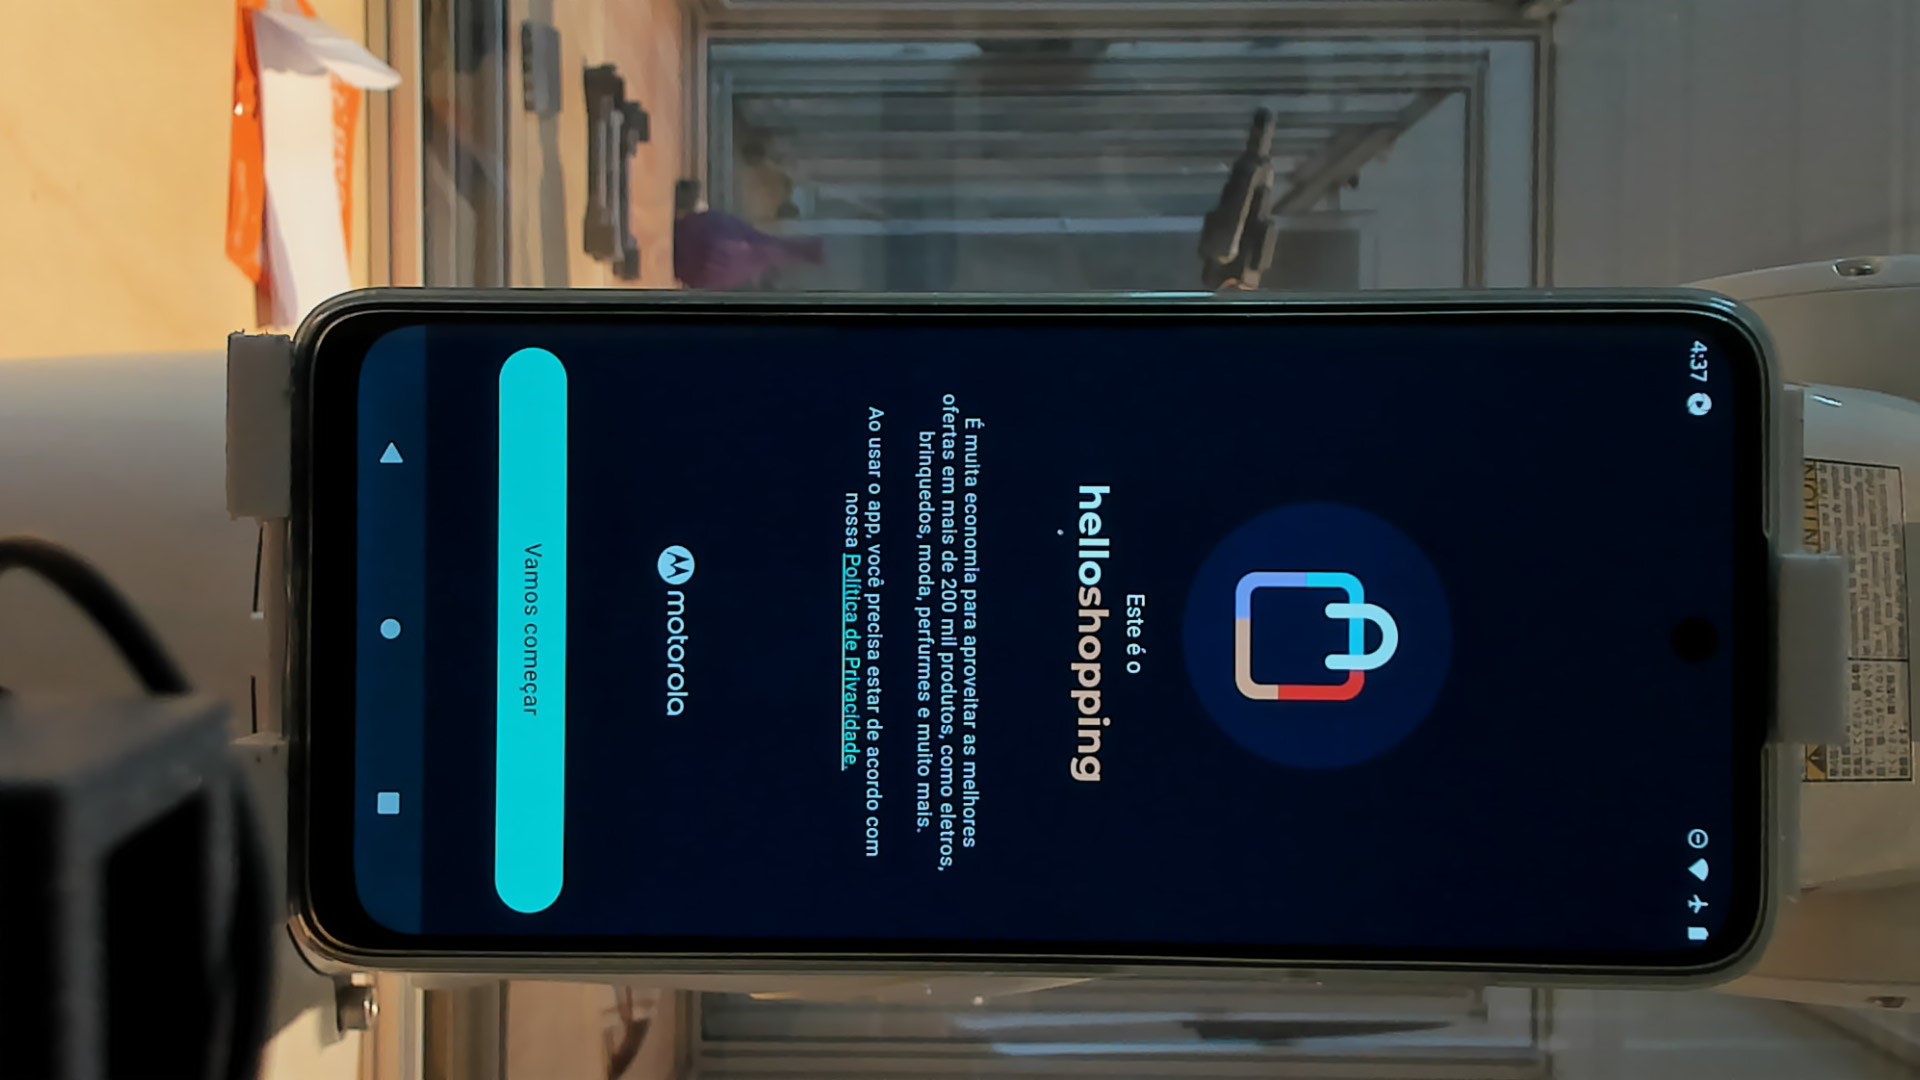 4:37
Este é o
helloshopping
É muita economia para aproveitar as melhores
ofertas em mais de 200 mil produtos, como eletros,
brinquedos, moda, perfurmes e muito mais.
Ao usar o app, você precisa estar de acordo com
nossa Política de Privacidade.
motorola
Vamos começar